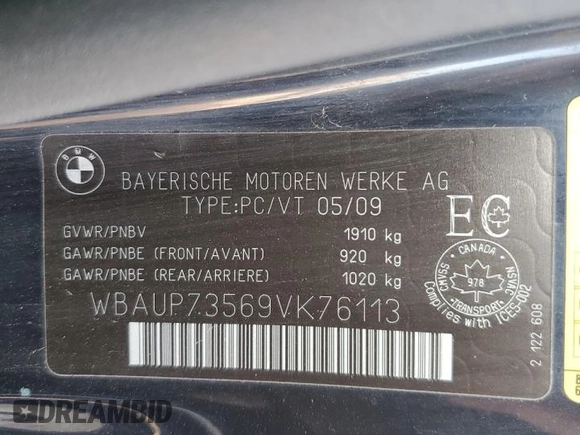 BMW
BAYERISCHE MOTOREN WERKE AG
TYPE:PC/VT 05/09
GVWR/PNBV 1910 kg
GAWR/PNBE (FRONT/AVANT) 920 kg
GAWR/PNBE (REAR/ARRIERE) 1020 kg
WBAUP73569VK76113
EC
CANADA
CMVSS NSVAC
978
TRANSPORT
Complies with ICES-002
2 122 608
DREAMBID